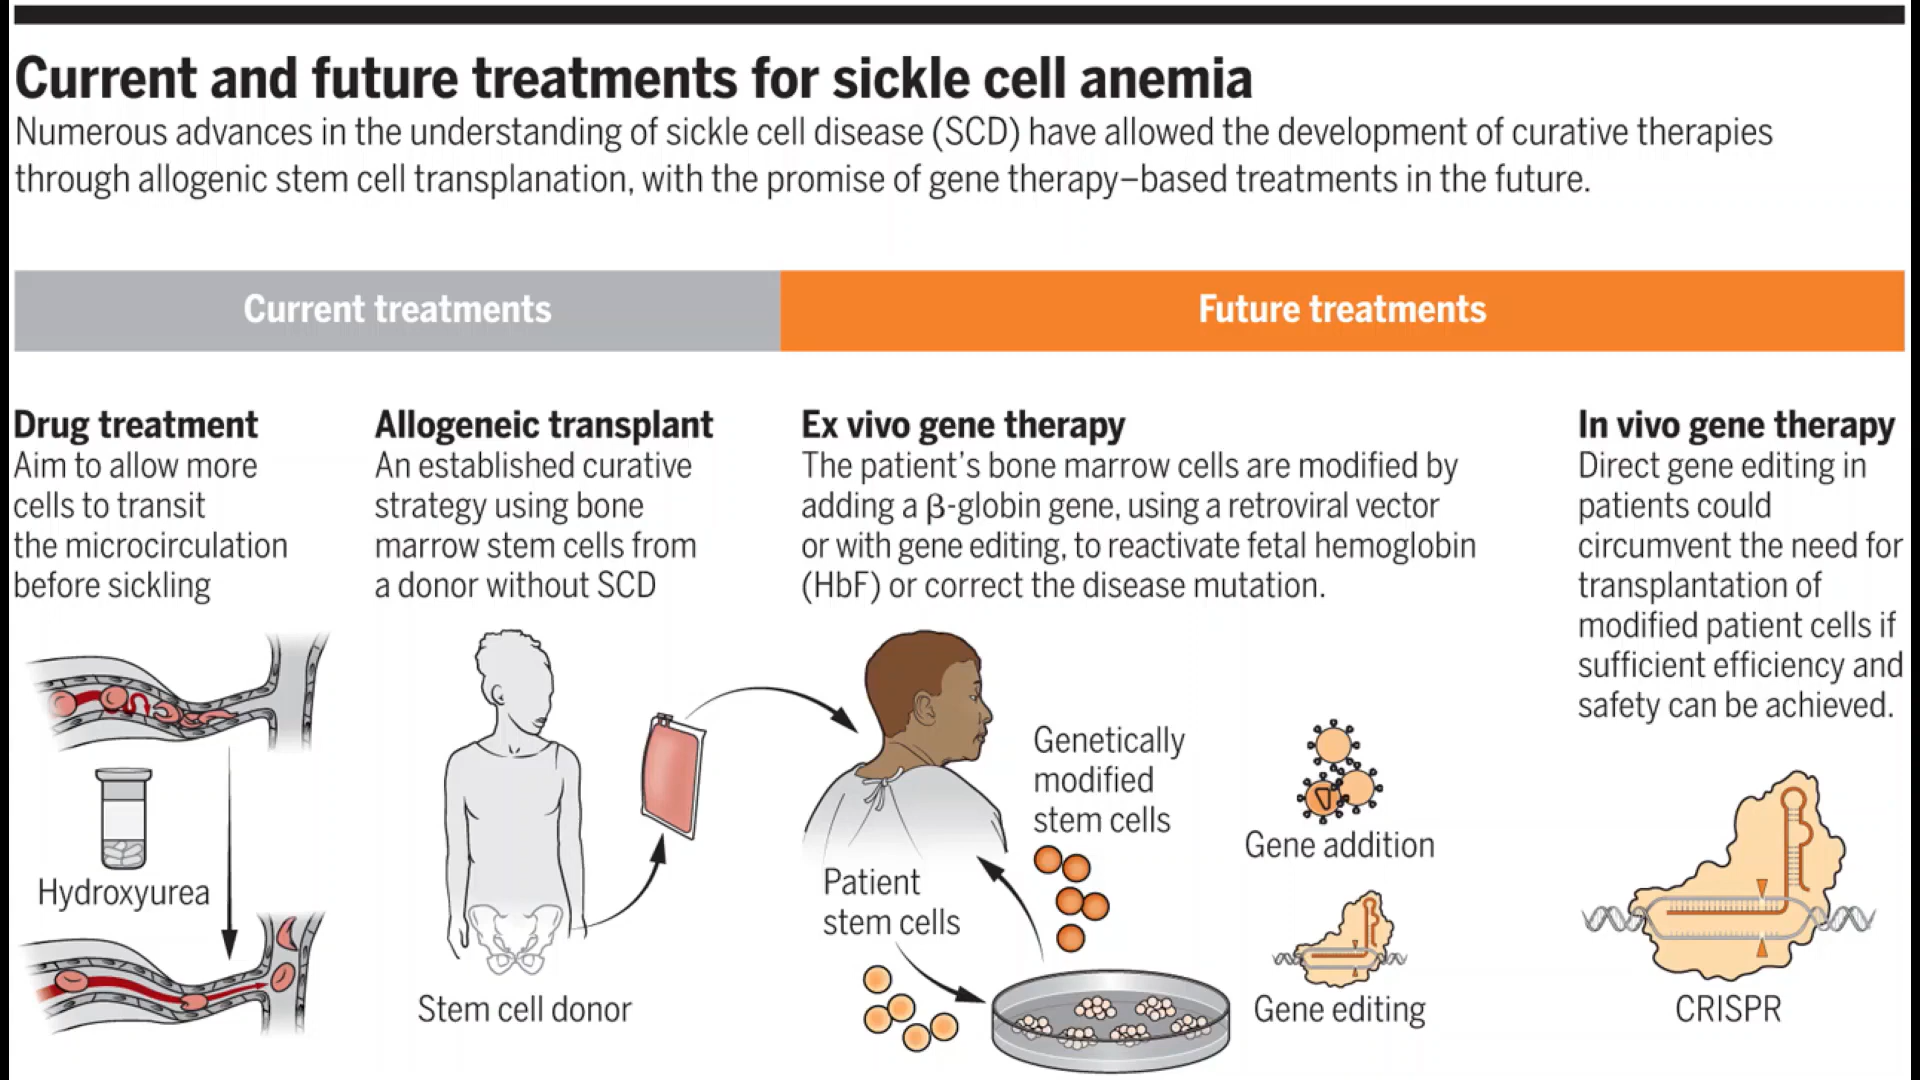 Current and future treatments for sickle cell anemia
Numerous advances in the understanding of sickle cell disease (SCD) have allowed the development of curative therapies
through allogenic stem cell transplanation, with the promise of gene therapy–based treatments in the future.
Current treatments
Future treatments
Drug treatment
Aim to allow more
cells to transit
the microcirculation
before sickling
Hydroxyurea
Allogeneic transplant
An established curative
strategy using bone
marrow stem cells from
a donor without SCD
Stem cell donor
Ex vivo gene therapy
The patient's bone marrow cells are modified by
adding a β-globin gene, using a retroviral vector
or with gene editing, to reactivate fetal hemoglobin
(HbF) or correct the disease mutation.
Genetically
modified
stem cells
Patient
stem cells
Gene addition
Gene editing
In vivo gene therapy
Direct gene editing in
patients could
circumvent the need for
transplantation of
modified patient cells if
sufficient efficiency and
safety can be achieved.
CRISPR